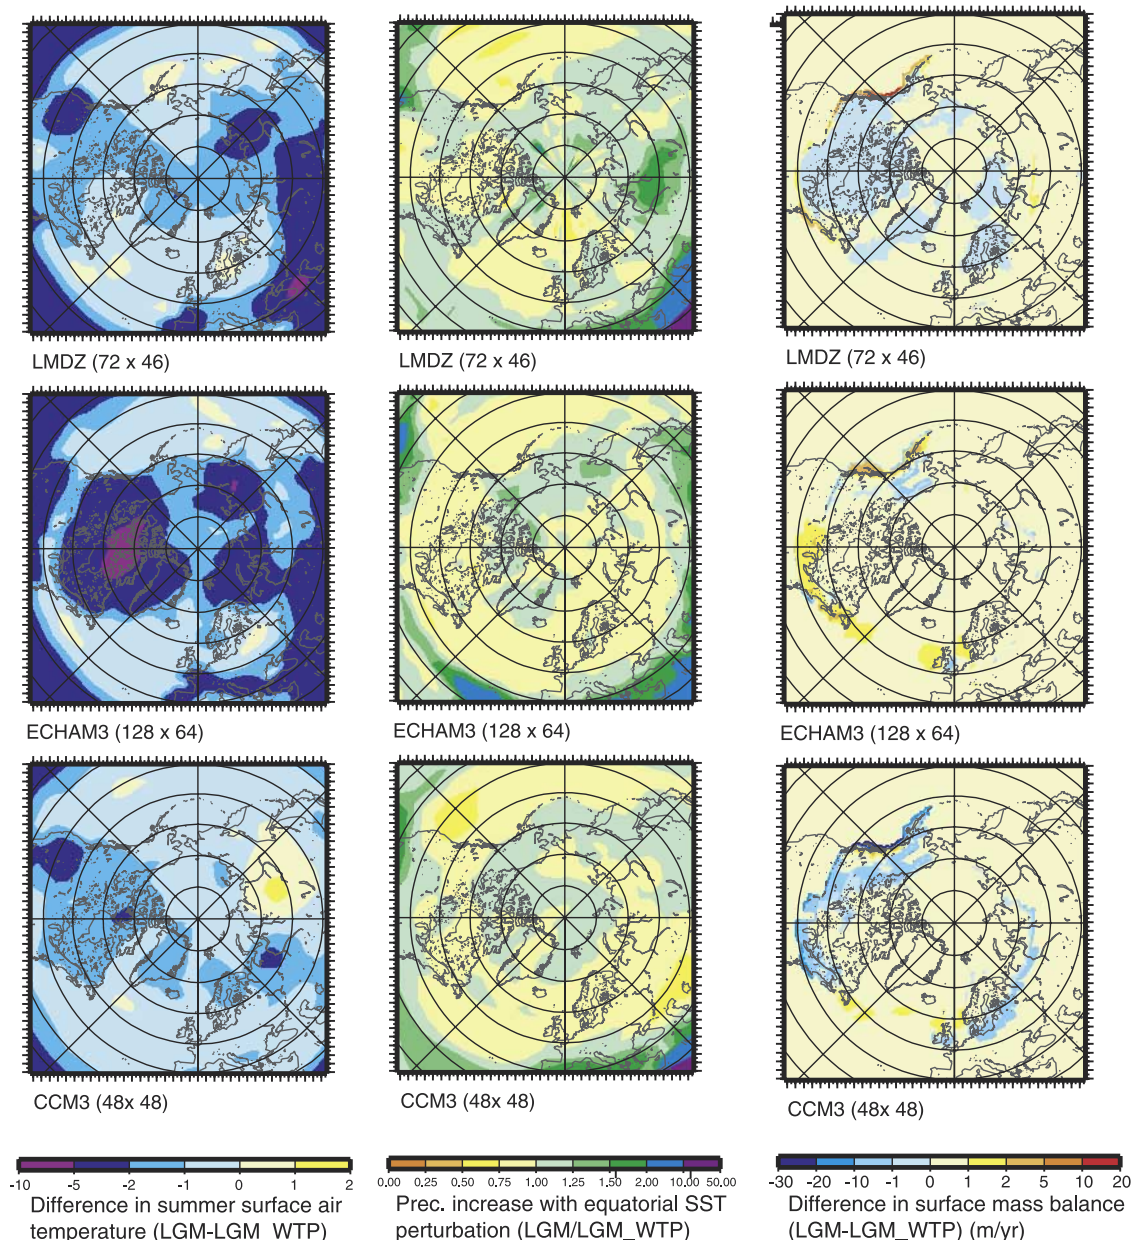 LMDZ (72 x 46)
LMDZ (72 x 46)
LMDZ (72 x 46)
ECHAM3 (128 x 64)
ECHAM3 (128 x 64)
ECHAM3 (128 x 64)
CCM3 (48x 48)
CCM3 (48x 48)
CCM3 (48x 48)
-10 -5 -2 -1 0 1 2
Difference in summer surface air
temperature (LGM-LGM_WTP)
0.00 0.25 0.50 0.75 1.00 1.25 1.50 2.00 10.00 50.00
Prec. increase with equatorial SST
perturbation (LGM/LGM_WTP)
-30 -20 -10 -1 0 1 2 5 10 20
Difference in surface mass balance
(LGM-LGM_WTP) (m/yr)